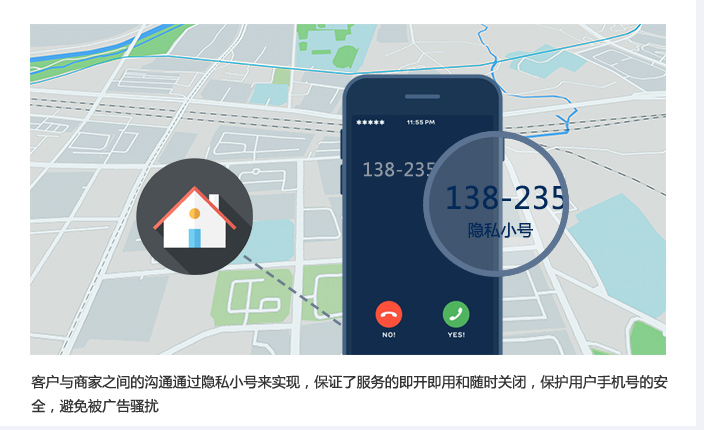 ***** 11:55 PM
138-235
138-235
隐私小号
NO! YES!
客户与商家之间的沟通通过隐私小号来实现，保证了服务的即开即用和随时关闭，保护用户手机号的安
全，避免被广告骚扰